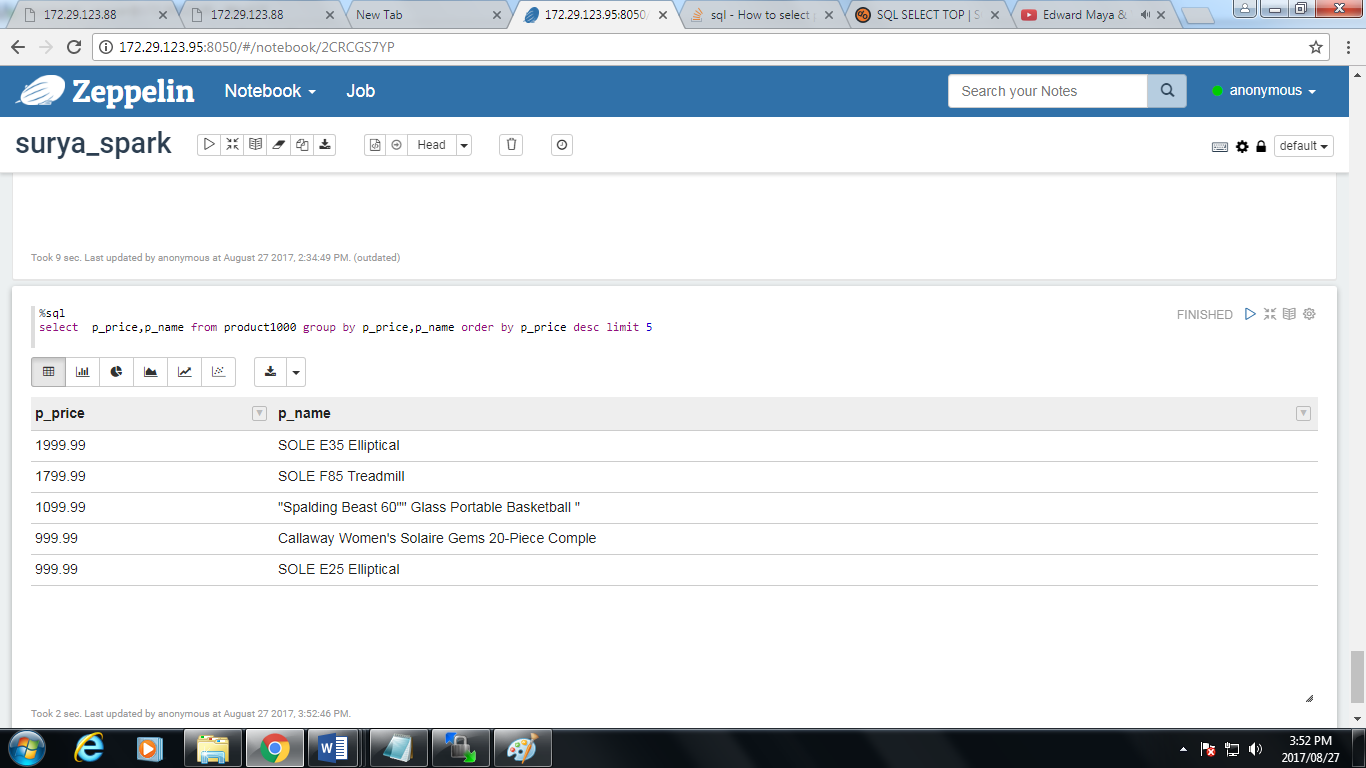 172.29.123.88
172.29.123.88
New Tab
172.29.123.95:8050/
sql - How to select
SQL SELECT TOP | S
Edward Maya &
172.29.123.95:8050/#/notebook/2CRCGS7YP
Zeppelin Notebook Job Search your Notes anonymous
surya_spark Head default
Took 9 sec. Last updated by anonymous at August 27 2017, 2:34:49 PM. (outdated)
%sql
FINISHED
select p_price,p_name from product1000 group by p_price,p_name order by p_price desc limit 5
p_price p_name
1999.99 SOLE E35 Elliptical
1799.99 SOLE F85 Treadmill
1099.99 "Spalding Beast 60"" Glass Portable Basketball "
999.99 Callaway Women's Solaire Gems 20-Piece Comple
999.99 SOLE E25 Elliptical
Took 2 sec. Last updated by anonymous at August 27 2017, 3:52:46 PM.
3:52 PM
2017/08/27